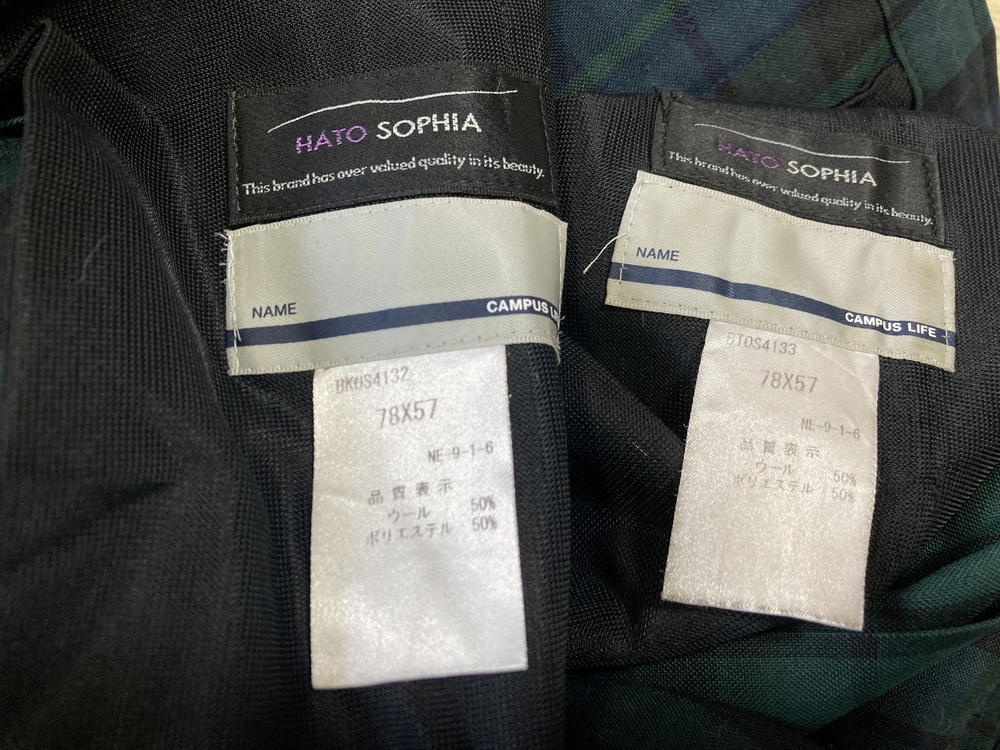 HATO SOPHIA
This brand has over valued quality in its beauty.
NAME
CAMPUS
BKOS4132
78X57
NE-9-1-6
品質表示
ウール 50%
ポリエステル 50%
HATO SOPHIA
This brand has over valued quality in its beauty.
NAME
CAMPUS LIFE
BTOS4133
78X57
NE-9-1-6
品質表示
ウール 50%
ポリエステル 50%